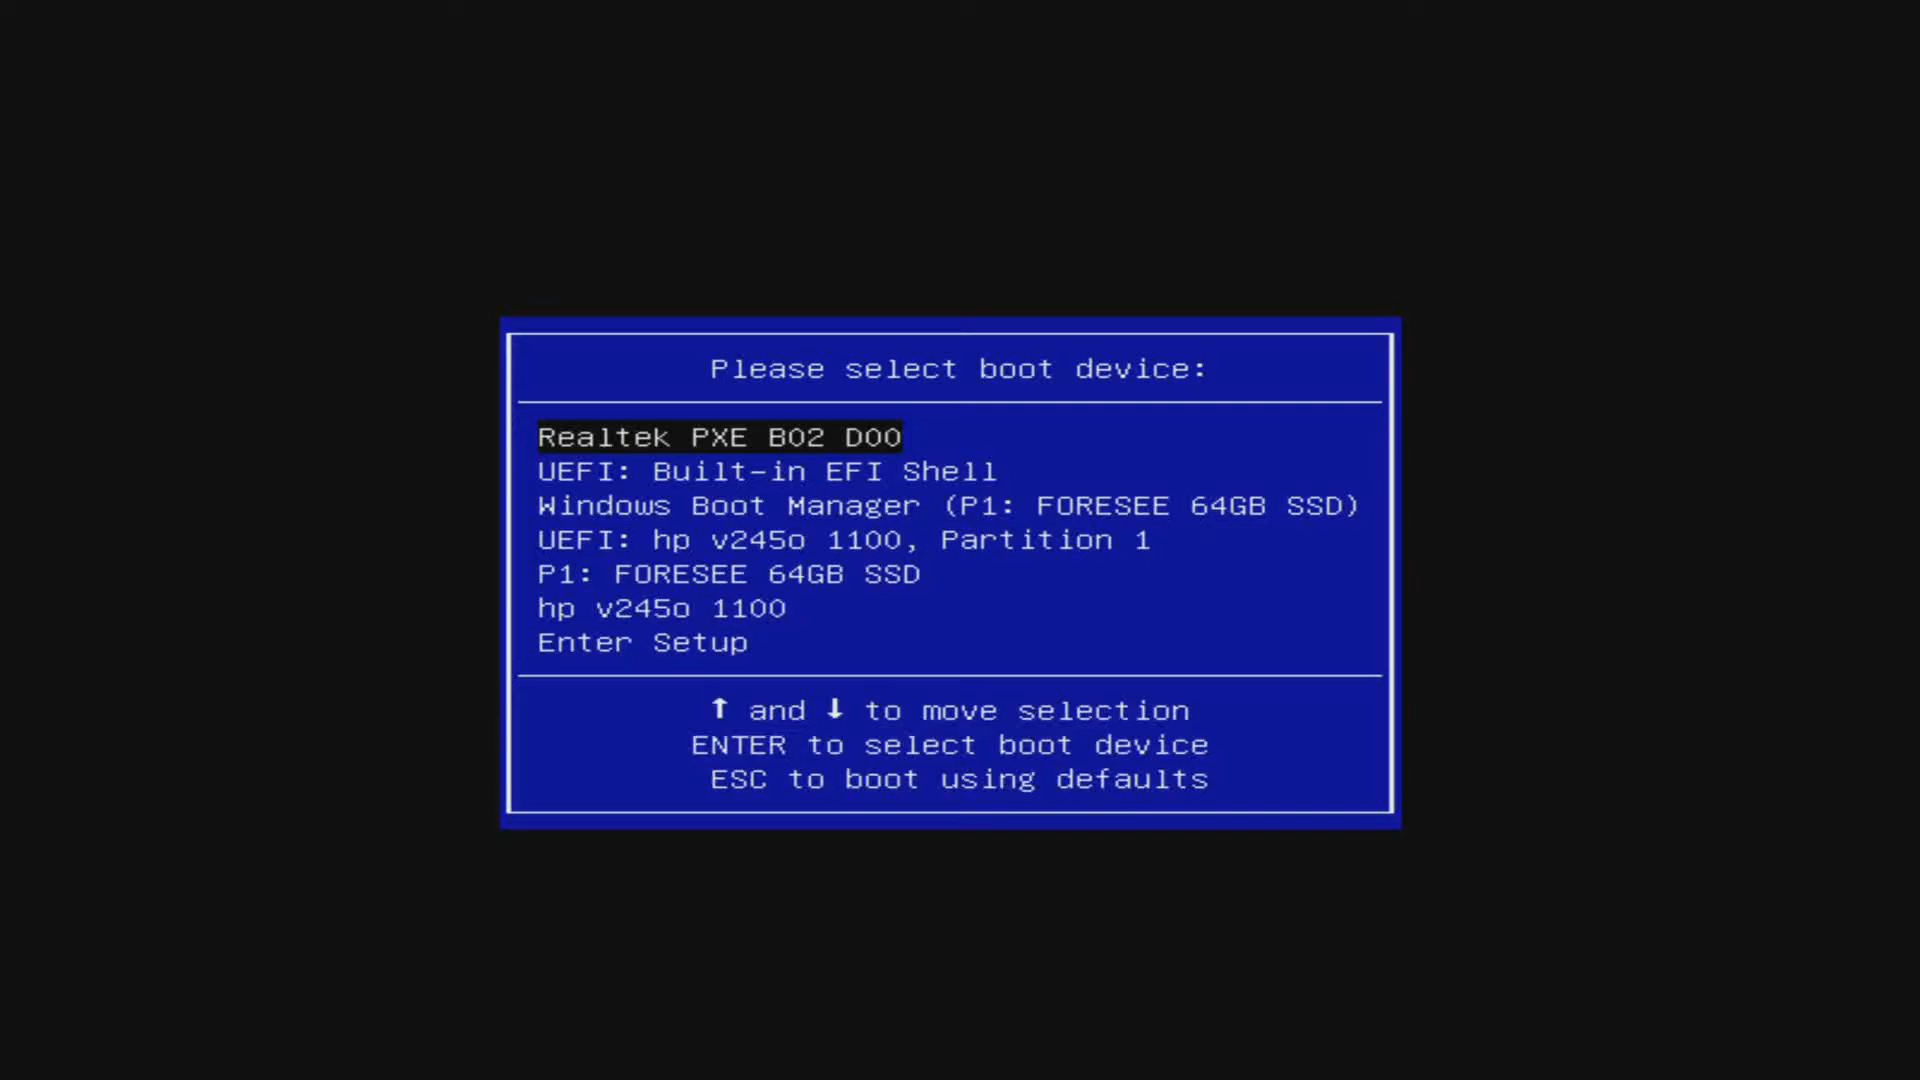 Please select boot device:
Realtek PXE B02 D00
UEFI: Built-in EFI Shell
Windows Boot Manager (P1: FORESEE 64GB SSD)
UEFI: hp v245o 1100, Partition 1
P1: FORESEE 64GB SSD
hp v245o 1100
Enter Setup
↑ and ↓ to move selection
ENTER to select boot device
ESC to boot using defaults